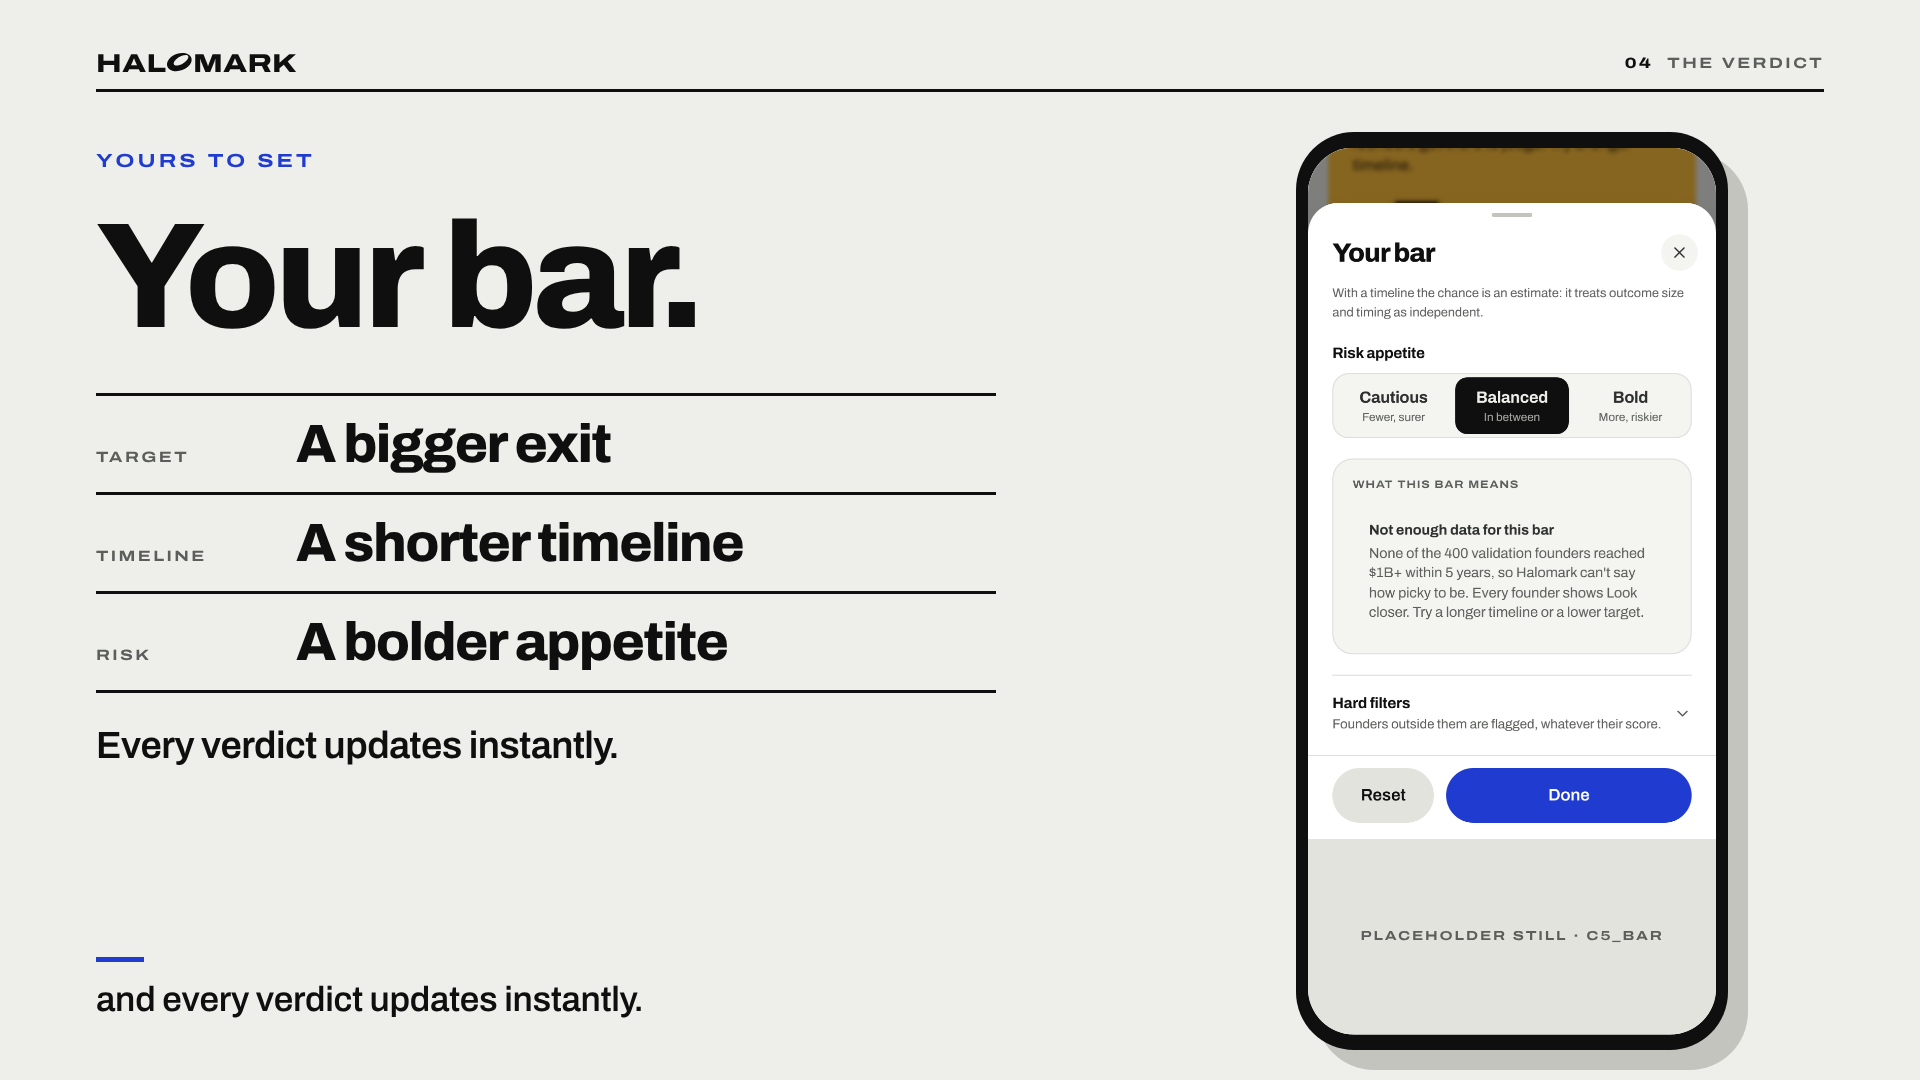 HALOMARK
04 THE VERDICT
YOURS TO SET
Your bar.
TARGET A bigger exit
TIMELINE A shorter timeline
RISK A bolder appetite
Every verdict updates instantly.
and every verdict updates instantly.
timeline.
Your bar
With a timeline the chance is an estimate: it treats outcome size
and timing as independent.
Risk appetite
Cautious
Fewer, surer
Balanced
In between
Bold
More, riskier
WHAT THIS BAR MEANS
Not enough data for this bar
None of the 400 validation founders reached
$1B+ within 5 years, so Halomark can't say
how picky to be. Every founder shows Look
closer. Try a longer timeline or a lower target.
Hard filters
Founders outside them are flagged, whatever their score.
Reset
Done
PLACEHOLDER STILL · C5_BAR